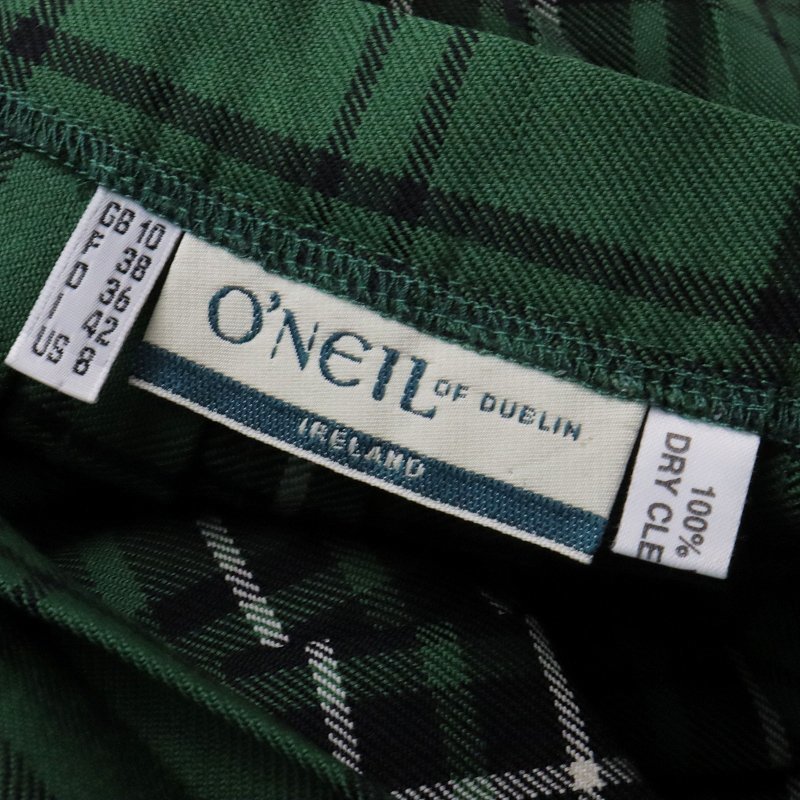 GB 10
F 38
D 36
I 42
US 8
O'NEIL OF DUBLIN
IRELAND
100%
DRY CLE